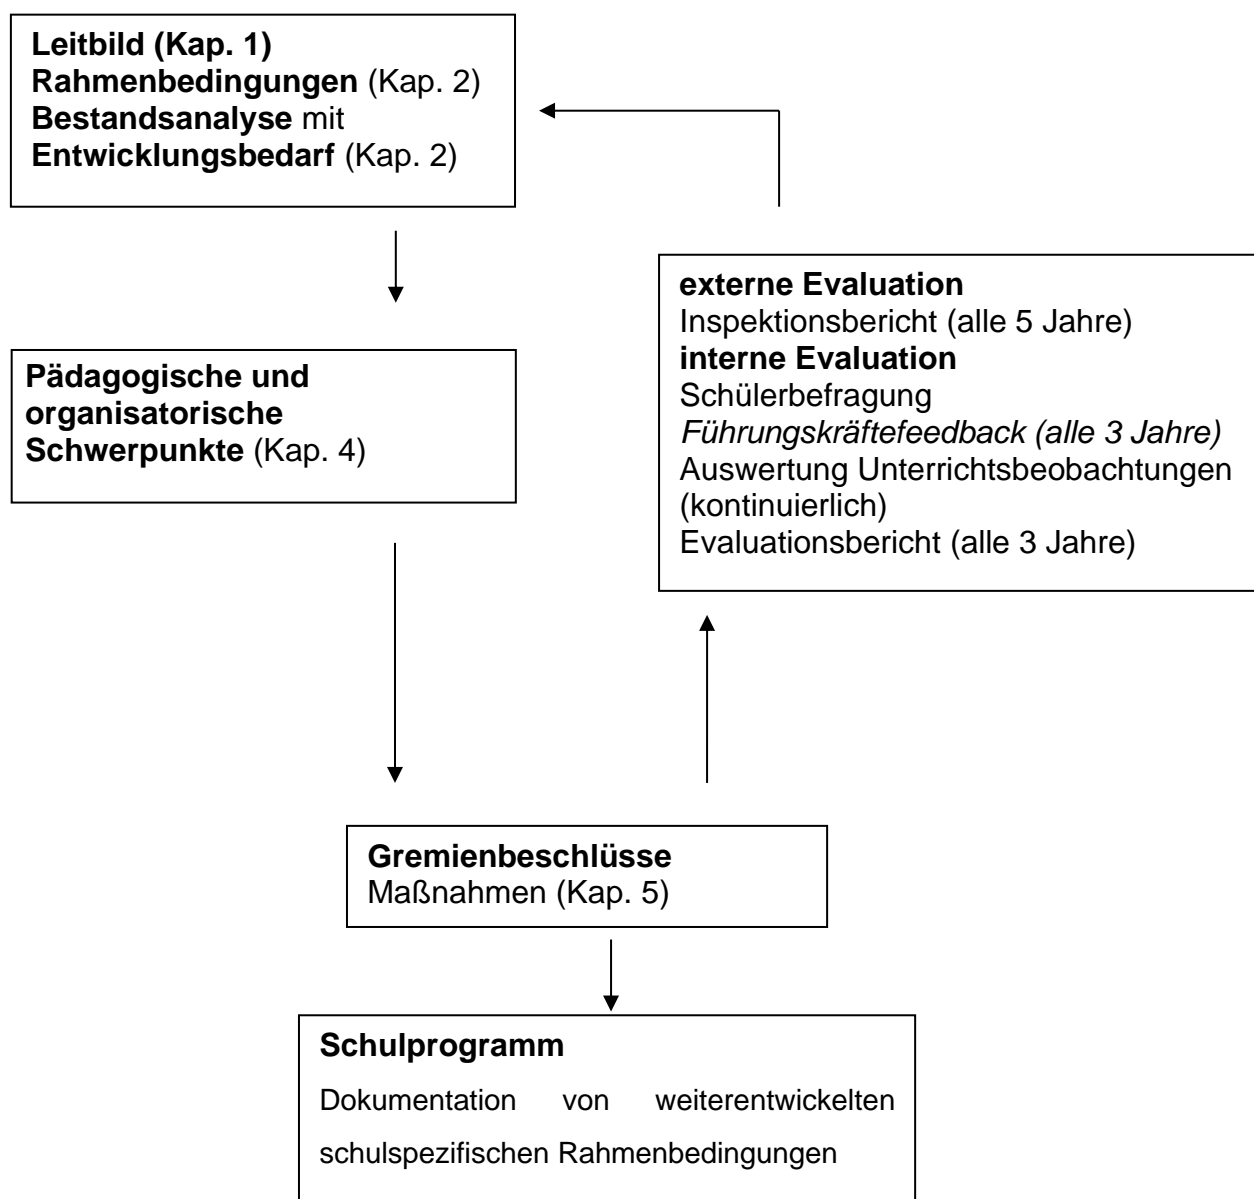 Leitbild (Kap. 1)
Rahmenbedingungen (Kap. 2)
Bestandsanalyse mit
Entwicklungsbedarf (Kap. 2)
externe Evaluation
Inspektionsbericht (alle 5 Jahre)
interne Evaluation
Schülerbefragung
Führungskräftefeedback (alle 3 Jahre)
Auswertung Unterrichtsbeobachtungen
(kontinuierlich)
Evaluationsbericht (alle 3 Jahre)
Pädagogische und
organisatorische
Schwerpunkte (Kap. 4)
Gremienbeschlüsse
Maßnahmen (Kap. 5)
Schulprogramm
Dokumentation von weiterentwickelten
schulspezifischen Rahmenbedingungen